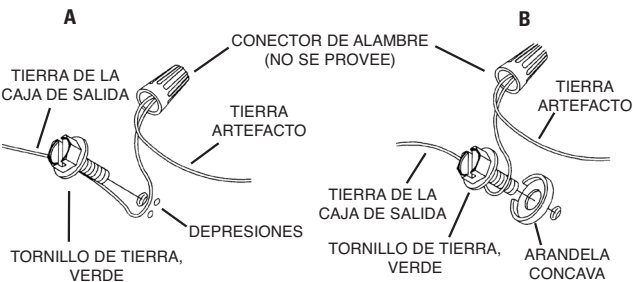 A
B
CONECTOR DE ALAMBRE
(NO SE PROVEE)
TIERRA DE LA
CAJA DE SALIDA
TIERRA
ARTEFACTO
DEPRESIONES
TORNILLO DE TIERRA,
VERDE
TIERRA
ARTEFACTO
TIERRA DE LA
CAJA DE SALIDA
TORNILLO DE TIERRA,
VERDE
ARANDELA
CONCAVA